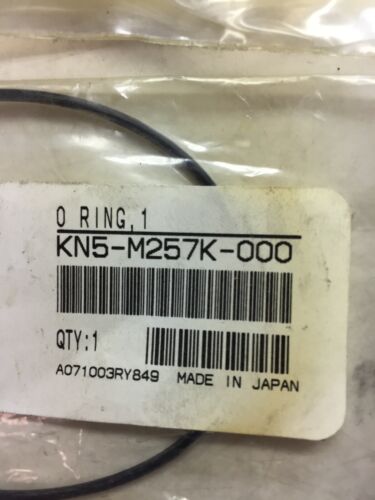 O RING,1
KN5-M257K-000
QTY:1
A071003RY849 MADE IN JAPAN